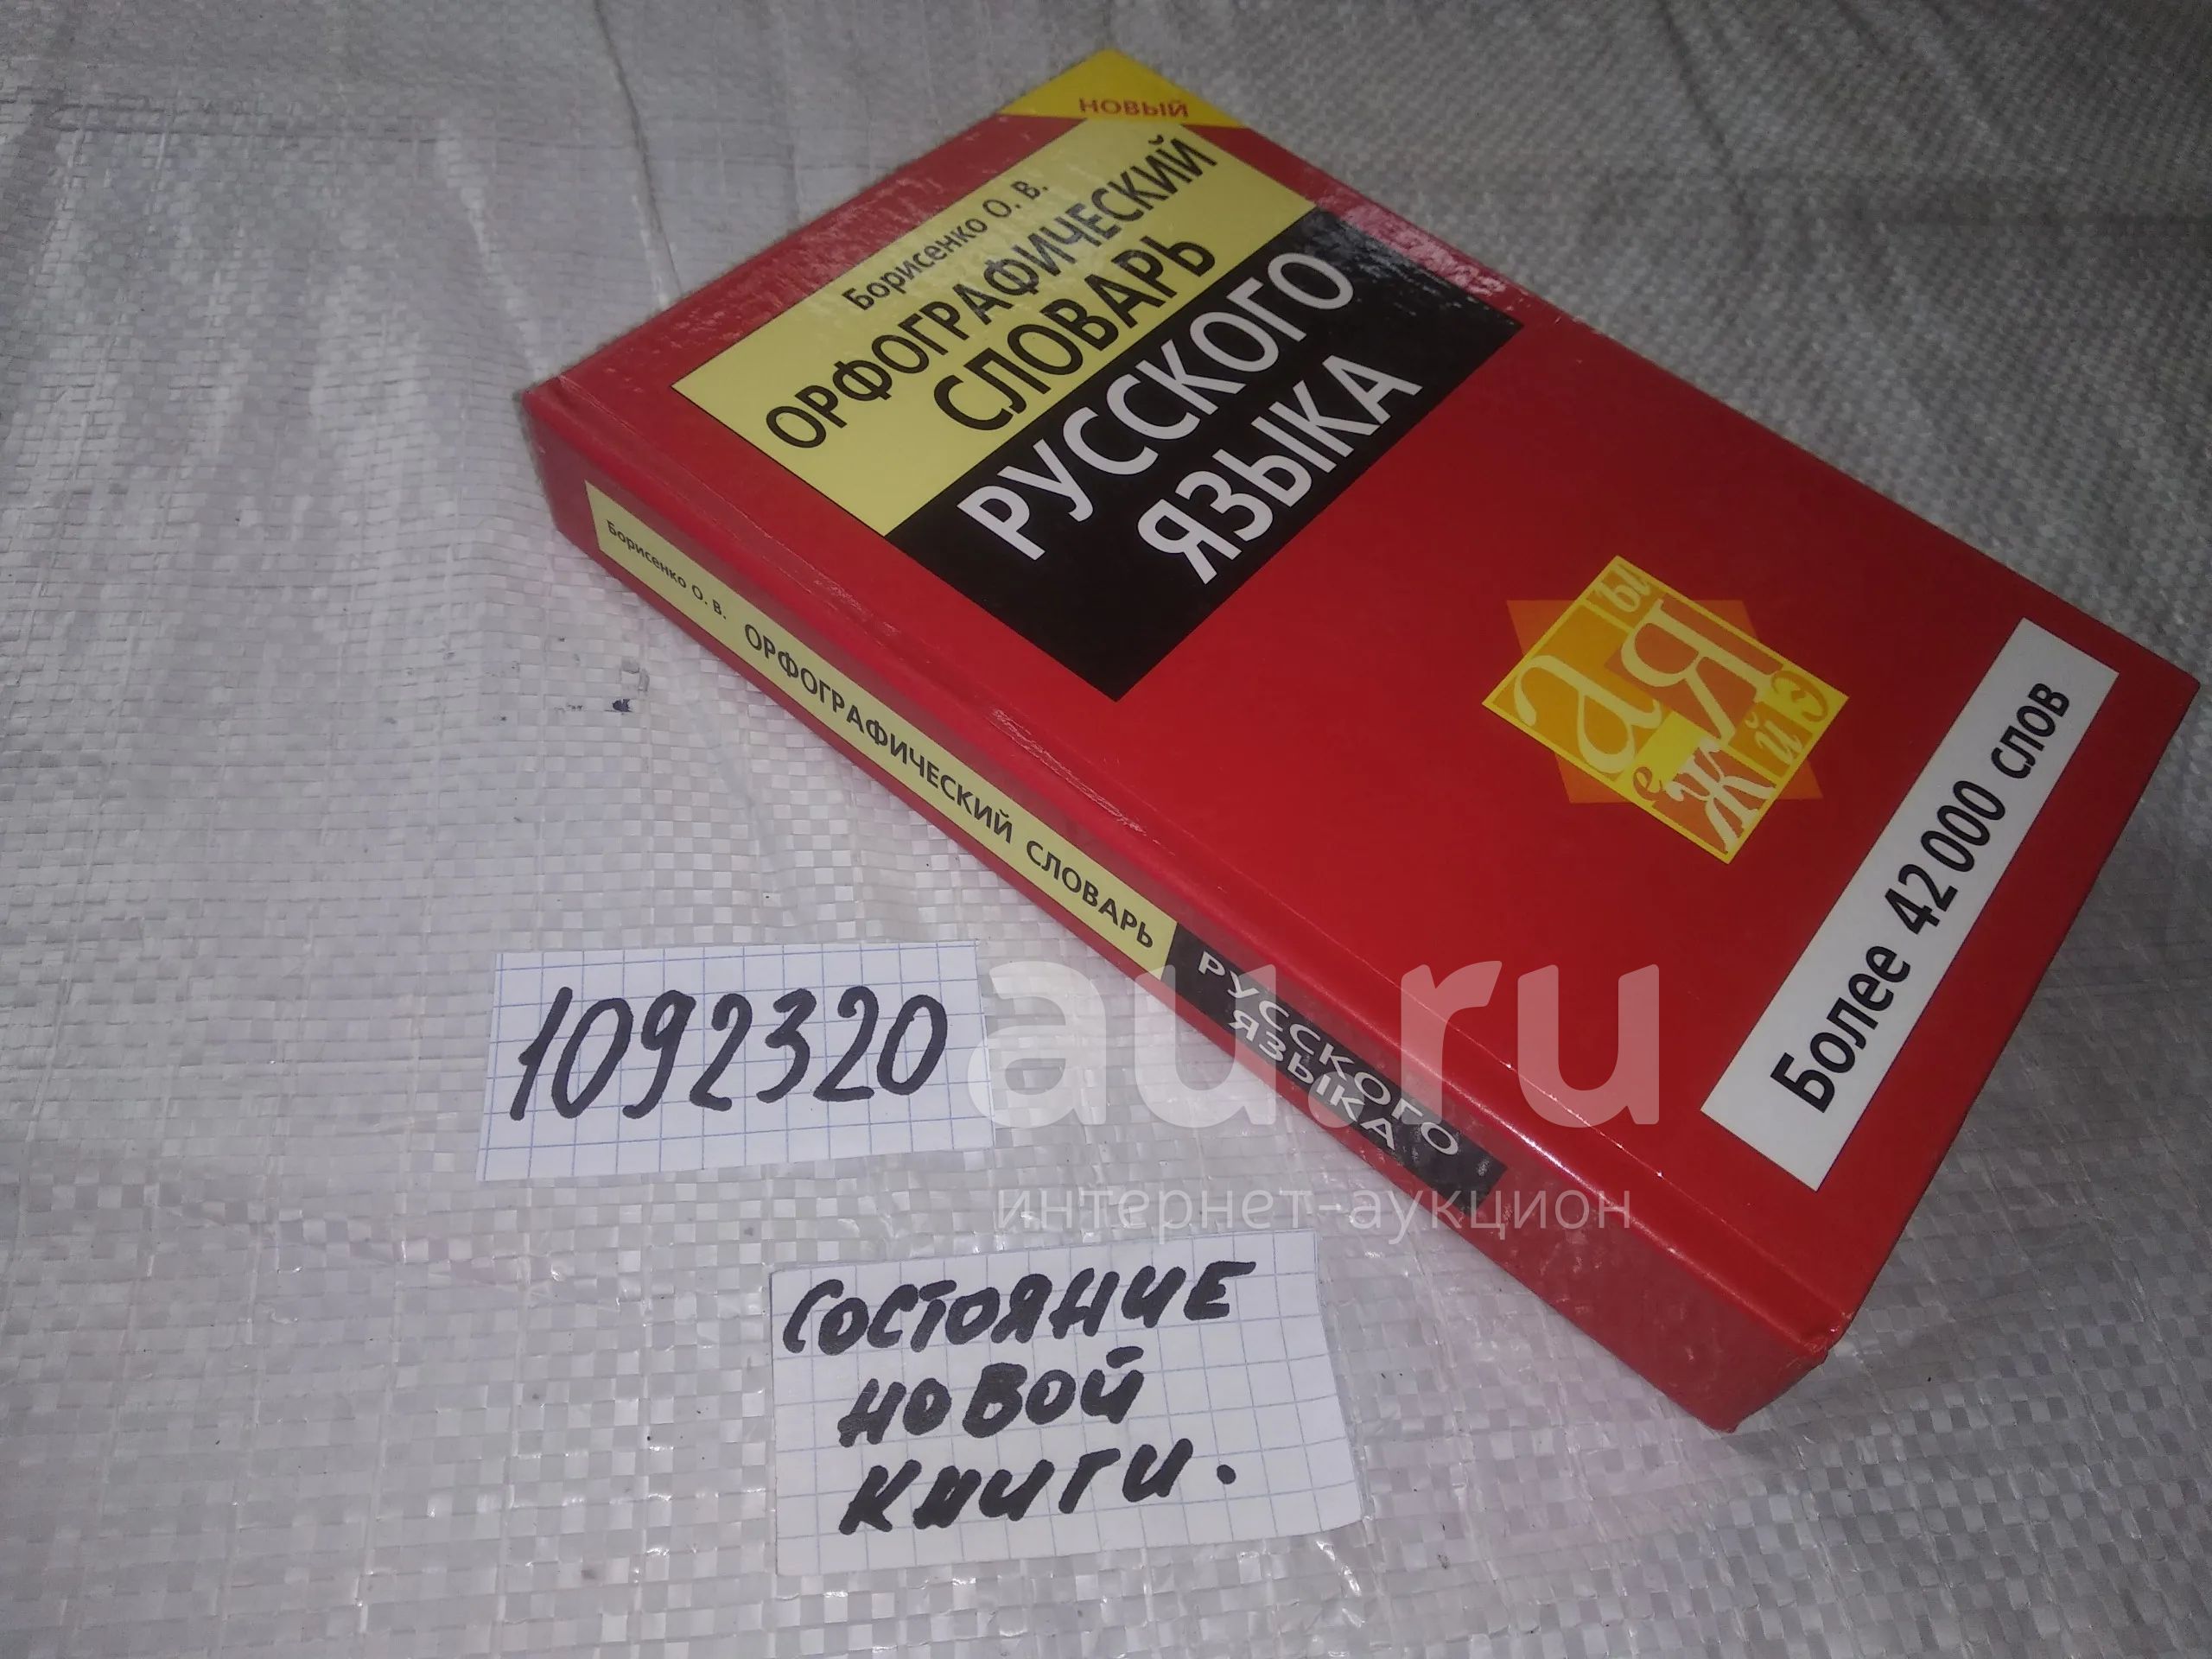 НОВЫЙ
Борисенко О. В.
ОРФОГРАФИЧЕСКИЙ
СЛОВАРЬ
РУССКОГО
ЯЗЫКА
ы
а Я
е Ж й э
Более 42 000 слов
Борисенко О. В. ОРФОГРАФИЧЕСКИЙ СЛОВАРЬ
РУССКОГО
ЯЗЫКА
1092320
au.ru
интернет-аукцион
СОСТОЯНИЕ
НОВОЙ
КНИГИ.